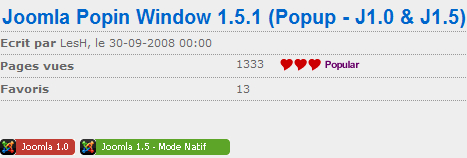 Joomla Popin Window 1.5.1 (Popup - J1.0 & J1.5)
Ecrit par LesH, le 30-09-2008 00:00
Pages vues 1333 Popular
Favoris 13
Joomla 1.0 Joomla 1.5 - Mode Natif